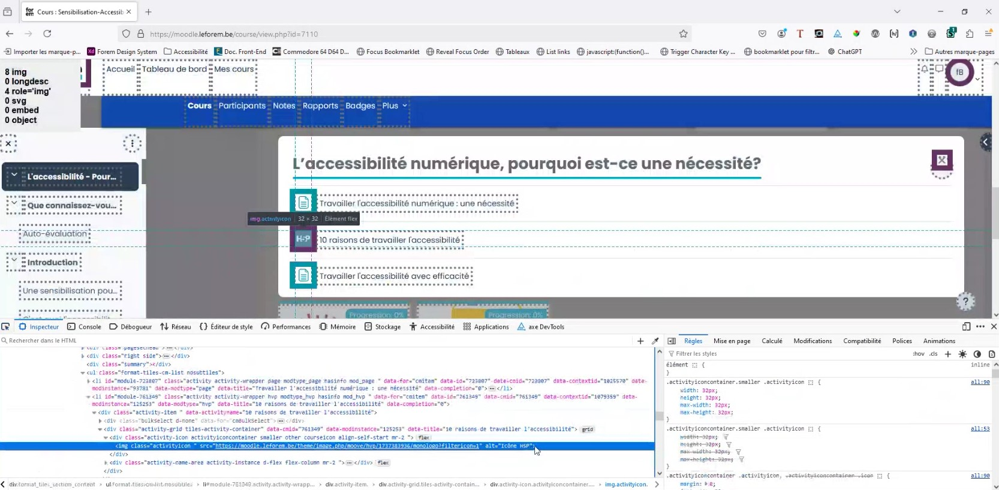 for em Cours : Sensibilisation-Accessib
https://moodle.leforem.be/course/view.php?id=7110
Importer les marque-p... Xd Forem Design System Accessibilité Doc. Front-End Commodore 64 D64 D... Focus Bookmarklet Reveal Focus Order Tableaux List links javascript:(function()... Trigger Character Key ... bookmarklet pour filtr... ChatGPT Autres marque-pages
8 img
0 longdesc
4 role='img'
0 svg
0 embed
0 object
Accueil Tableau de bord Mes cours
fB
Cours Participants Notes Rapports Badges Plus
L'accessibilité - Pour...
Que connaissez-vou...
Auto-évaluation
Introduction
Une sensibilisation pou...
C'est quoi l'accessibilit
L'accessibilité numérique, pourquoi est-ce une nécessité?
Travailler l'accessibilité numérique : une nécessité
img.activityicon 32 × 32 Élément flex
H5P 10 raisons de travailler l'accessibilité
Travailler l'accessibilité avec efficacité
?
Progression: 0% Progression: 0%
Inspecteur Console Débogueur Réseau Éditeur de style Performances Mémoire Stockage Accessibilité Applications axe DevTools
Rechercher dans le HTML
<div class="right side"></div>
<div class="summary"></div>
<ul class="format-tiles-cm-list nosubtiles">
<li id="module-723807" class="activity activity-wrapper page modtype_page hasinfo mod_page " data-for="cmitem" data-id="723807" data-cmid="723807" data-contextid="1025570" data-
modinstance="93781" data-modtype="page" data-title="Travailler l'accessibilité numérique : une nécessité" data-completion="0"></li>
<li id="module-761349" class="activity activity-wrapper hvp modtype_hvp hasinfo mod_hvp " data-for="cmitem" data-id="761349" data-cmid="761349" data-contextid="1079359" data-
modinstance="125253" data-modtype="hvp" data-title="10 raisons de travailler l'accessibilité" data-completion="0">
<div class="activity-item " data-activityname="10 raisons de travailler l'accessibilité">
<div class="bulkSelect d-none" data-for="cmBulkSelect"></div>
<div class="activity-grid tiles-activity-container" data-cmid="761349" data-modinstance="125253" data-title="10 raisons de travailler l'accessibilité"> grid
<div class="activity-icon activityiconcontainer smaller other courseicon align-self-start mr-2 "> flex
<img class="activityicon " src="https://moodle.leforem.be/theme/image.php/moove/hvp/1737383936/monologo?filtericon=1" alt="Icône H5P">
</div>
<div class="activity-name-area activity-instance d-flex flex-column mr-2 "></div> flex
</div>
div.format_tiles_section_content ul.format-tiles-cm-list.nosubtiles li#module-761349.activity.activity-wrapp... div.activity-item. div.activity-grid.tiles-activity-contain... div.activity-icon.activityiconcontainer.... img.activityicon.
Règles Mise en page Calculé Modifications Compatibilité Polices Animations
Filtrer les styles :hov .cls
élément { inline
}
.activityiconcontainer.smaller .activityicon { all:90
width: 32px;
height: 32px;
max-width: 32px;
max-height: 32px;
}
.activityiconcontainer.smaller .activityicon { all:53
width: 32px;
height: 32px;
max-width: 32px;
max-height: 32px;
}
.activityiconcontainer .activityicon, .activityiconcontainer .icon { all:90
margin: 0;